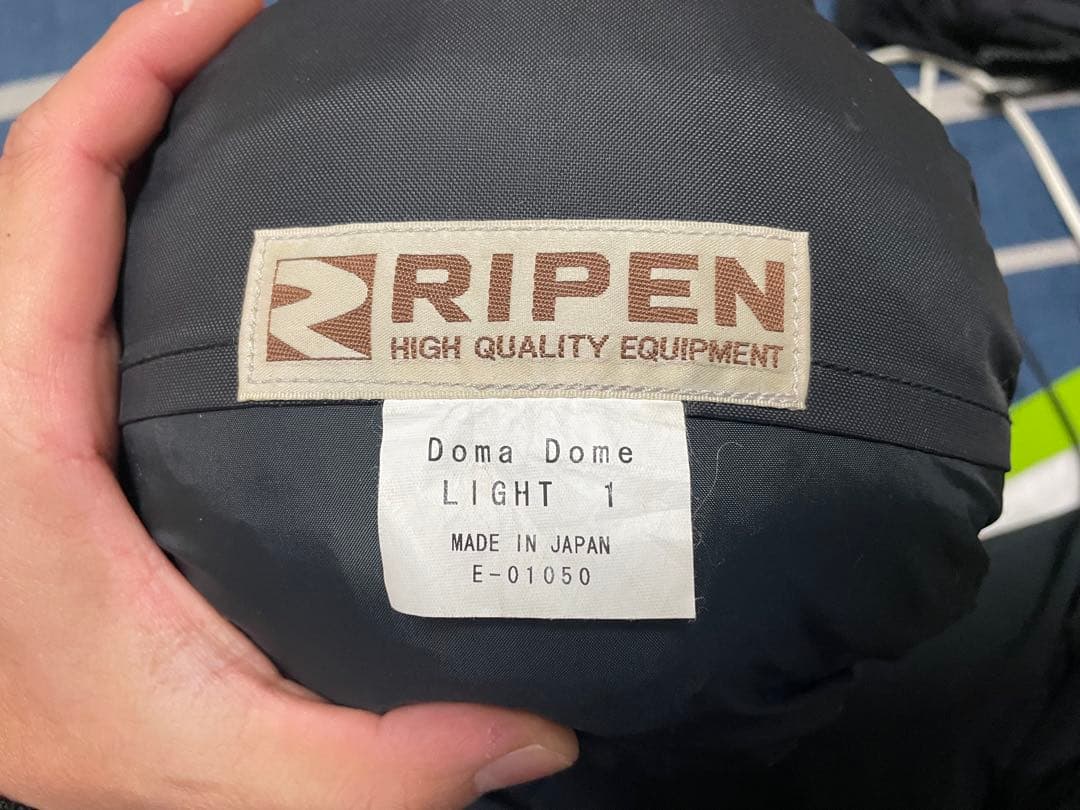 RIPEN
HIGH QUALITY EQUIPMENT
Doma Dome
LIGHT 1
MADE IN JAPAN
E-01050